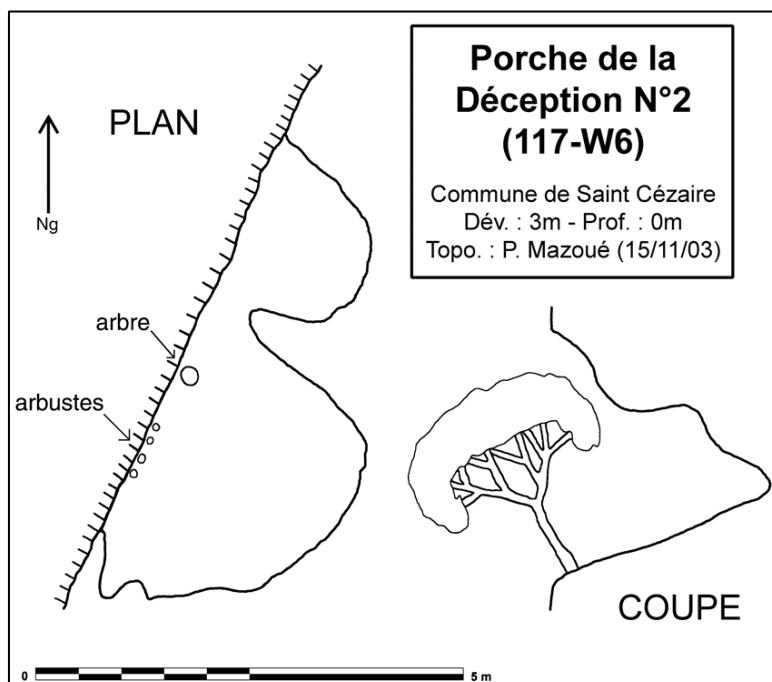 PLAN
Ng
Porche de la
Déception N°2
(117-W6)
Commune de Saint Cézaire
Dév. : 3m - Prof. : 0m
Topo. : P. Mazoué (15/11/03)
arbre
arbustes
COUPE
0 5 m